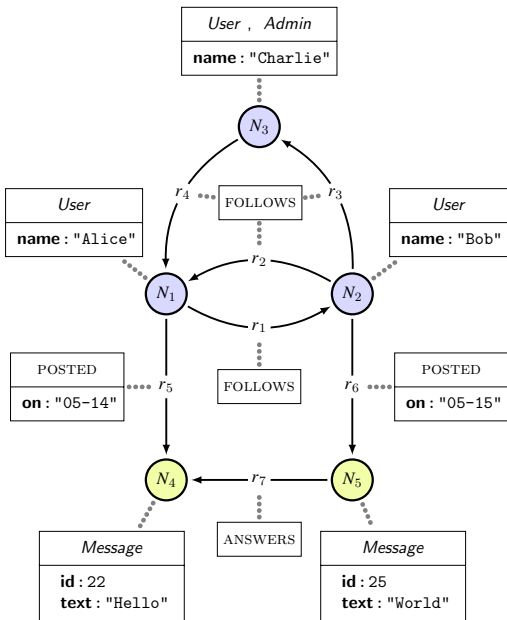 User , Admin
name : "Charlie"
N3
r4
FOLLOWS
r3
User
name : "Alice"
User
name : "Bob"
r2
N1
N2
r1
POSTED
on : "05-14"
r5
FOLLOWS
r6
POSTED
on : "05-15"
N4
r7
N5
Message
id : 22
text : "Hello"
ANSWERS
Message
id : 25
text : "World"